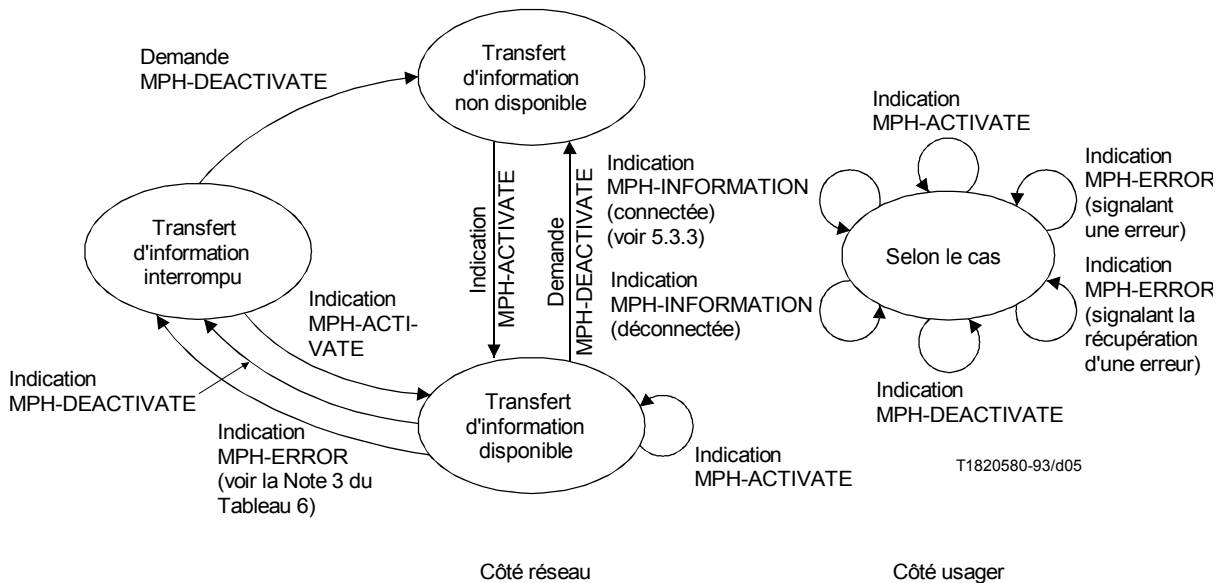 Demande
MPH-DEACTIVATE
Transfert
d'information
non disponible
Indication
MPH-ACTIVATE
Demande
MPH-DEACTIVATE
Transfert
d'information
interrompu
Indication
MPH-ACTI-
VATE
Indication
MPH-DEACTIVATE
Indication
MPH-ERROR
(voir la Note 3 du
Tableau 6)
Transfert
d'information
disponible
Indication
MPH-ACTIVATE
Indication
MPH-INFORMATION
(connectée)
(voir 5.3.3)
Indication
MPH-INFORMATION
(déconnectée)
Indication
MPH-ACTIVATE
Indication
MPH-ERROR
(signalant
une erreur)
Selon le cas
Indication
MPH-ERROR
(signalant la
récupération
d'une erreur)
Indication
MPH-DEACTIVATE
T1820580-93/d05
Côté réseau
Côté usager